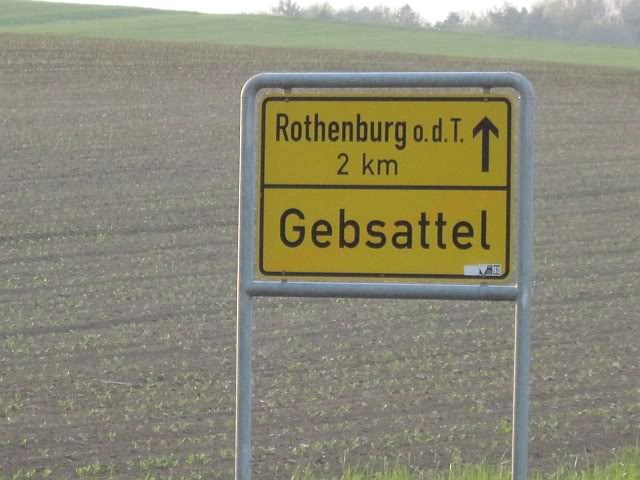 Rothenburg o.d.T.
2 km
Gebsattel